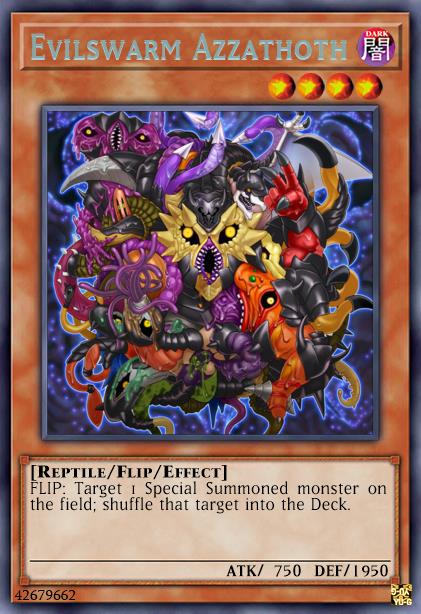 EVILSWARM AZZATHOTH
DARK
闇
[REPTILE/FLIP/EFFECT]
FLIP: Target 1 Special Summoned monster on
the field; shuffle that target into the Deck.
ATK/ 750 DEF/1950
42679662